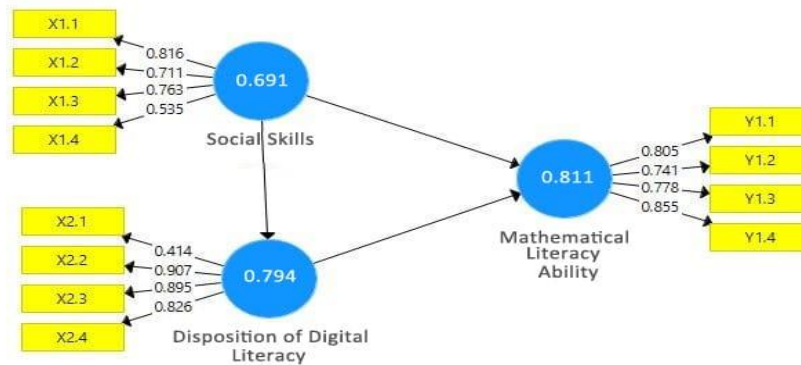 X1.1
X1.2
X1.3
X1.4
0.816
0.711
0.763
0.535
0.691
Social Skills
X2.1
X2.2
X2.3
X2.4
0.414
0.907
0.895
0.826
0.794
Disposition of Digital
Literacy
0.811
Mathematical
Literacy
Ability
0.805
0.741
0.778
0.855
Y1.1
Y1.2
Y1.3
Y1.4